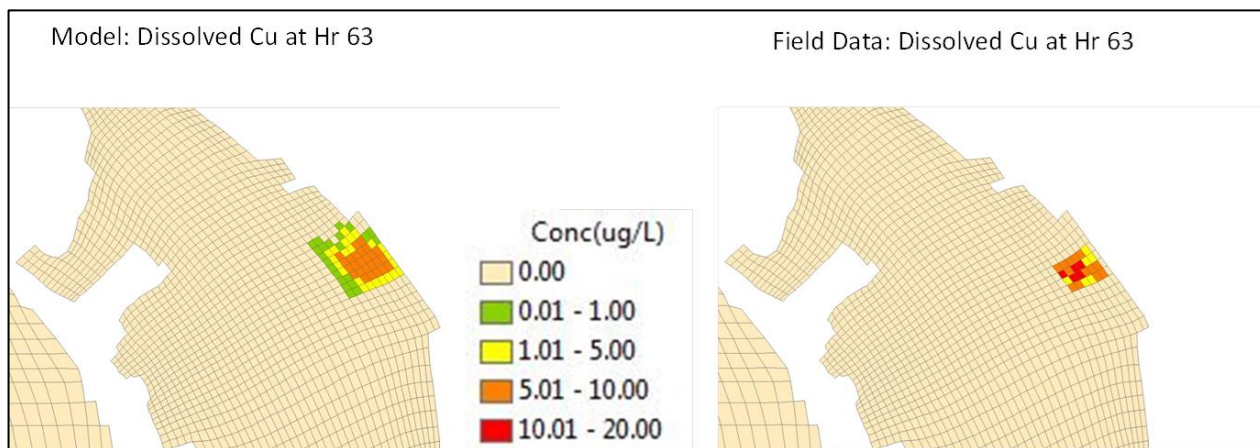 Model: Dissolved Cu at Hr 63
Field Data: Dissolved Cu at Hr 63
Conc(ug/L)
0.00
0.01 - 1.00
1.01 - 5.00
5.01 - 10.00
10.01 - 20.00